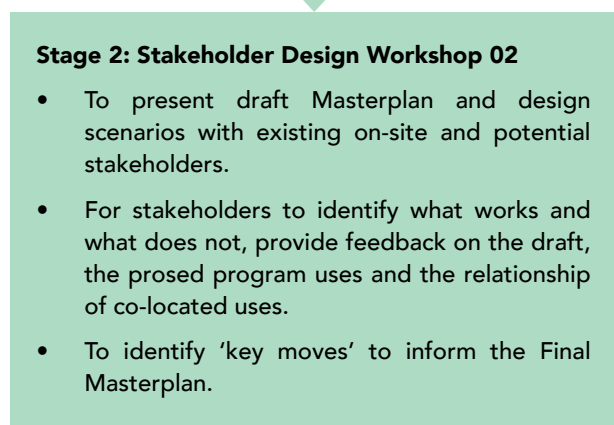 Stage 2: Stakeholder Design Workshop 02
• To present draft Masterplan and design
scenarios with existing on-site and potential
stakeholders.
• For stakeholders to identify what works and
what does not, provide feedback on the draft,
the prosed program uses and the relationship
of co-located uses.
• To identify ‘key moves’ to inform the Final
Masterplan.